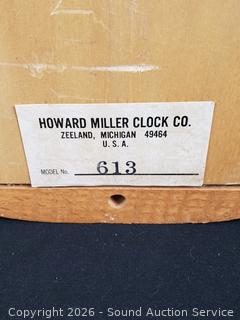 HOWARD MILLER CLOCK CO.
ZEELAND, MICHIGAN 49464
U. S. A.
MODEL No. 613
Copyright 2026 - Sound Auction Service